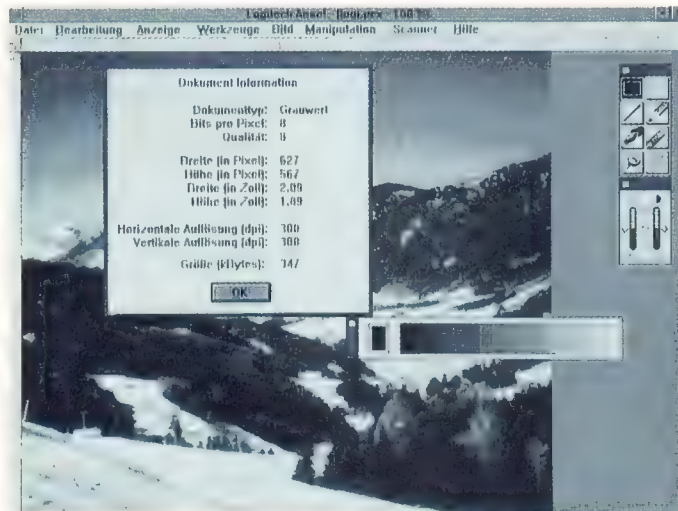 Logitech Ansel - 100 %
Datei Bearbeitung Anzeige Werkzeuge Bild Manipulation Scanner Hilfe
Dokument Information
Dokumenttyp: Grauwert
Bits pro Pixel: 8
Qualität: 8
Breite (in Pixel): 627
Höhe (in Pixel): 567
Breite (in Zoll): 2.09
Höhe (in Zoll): 1.89
Horizontale Auflösung (dpi): 300
Vertikale Auflösung (dpi): 300
Größe (kBytes): 347
OK